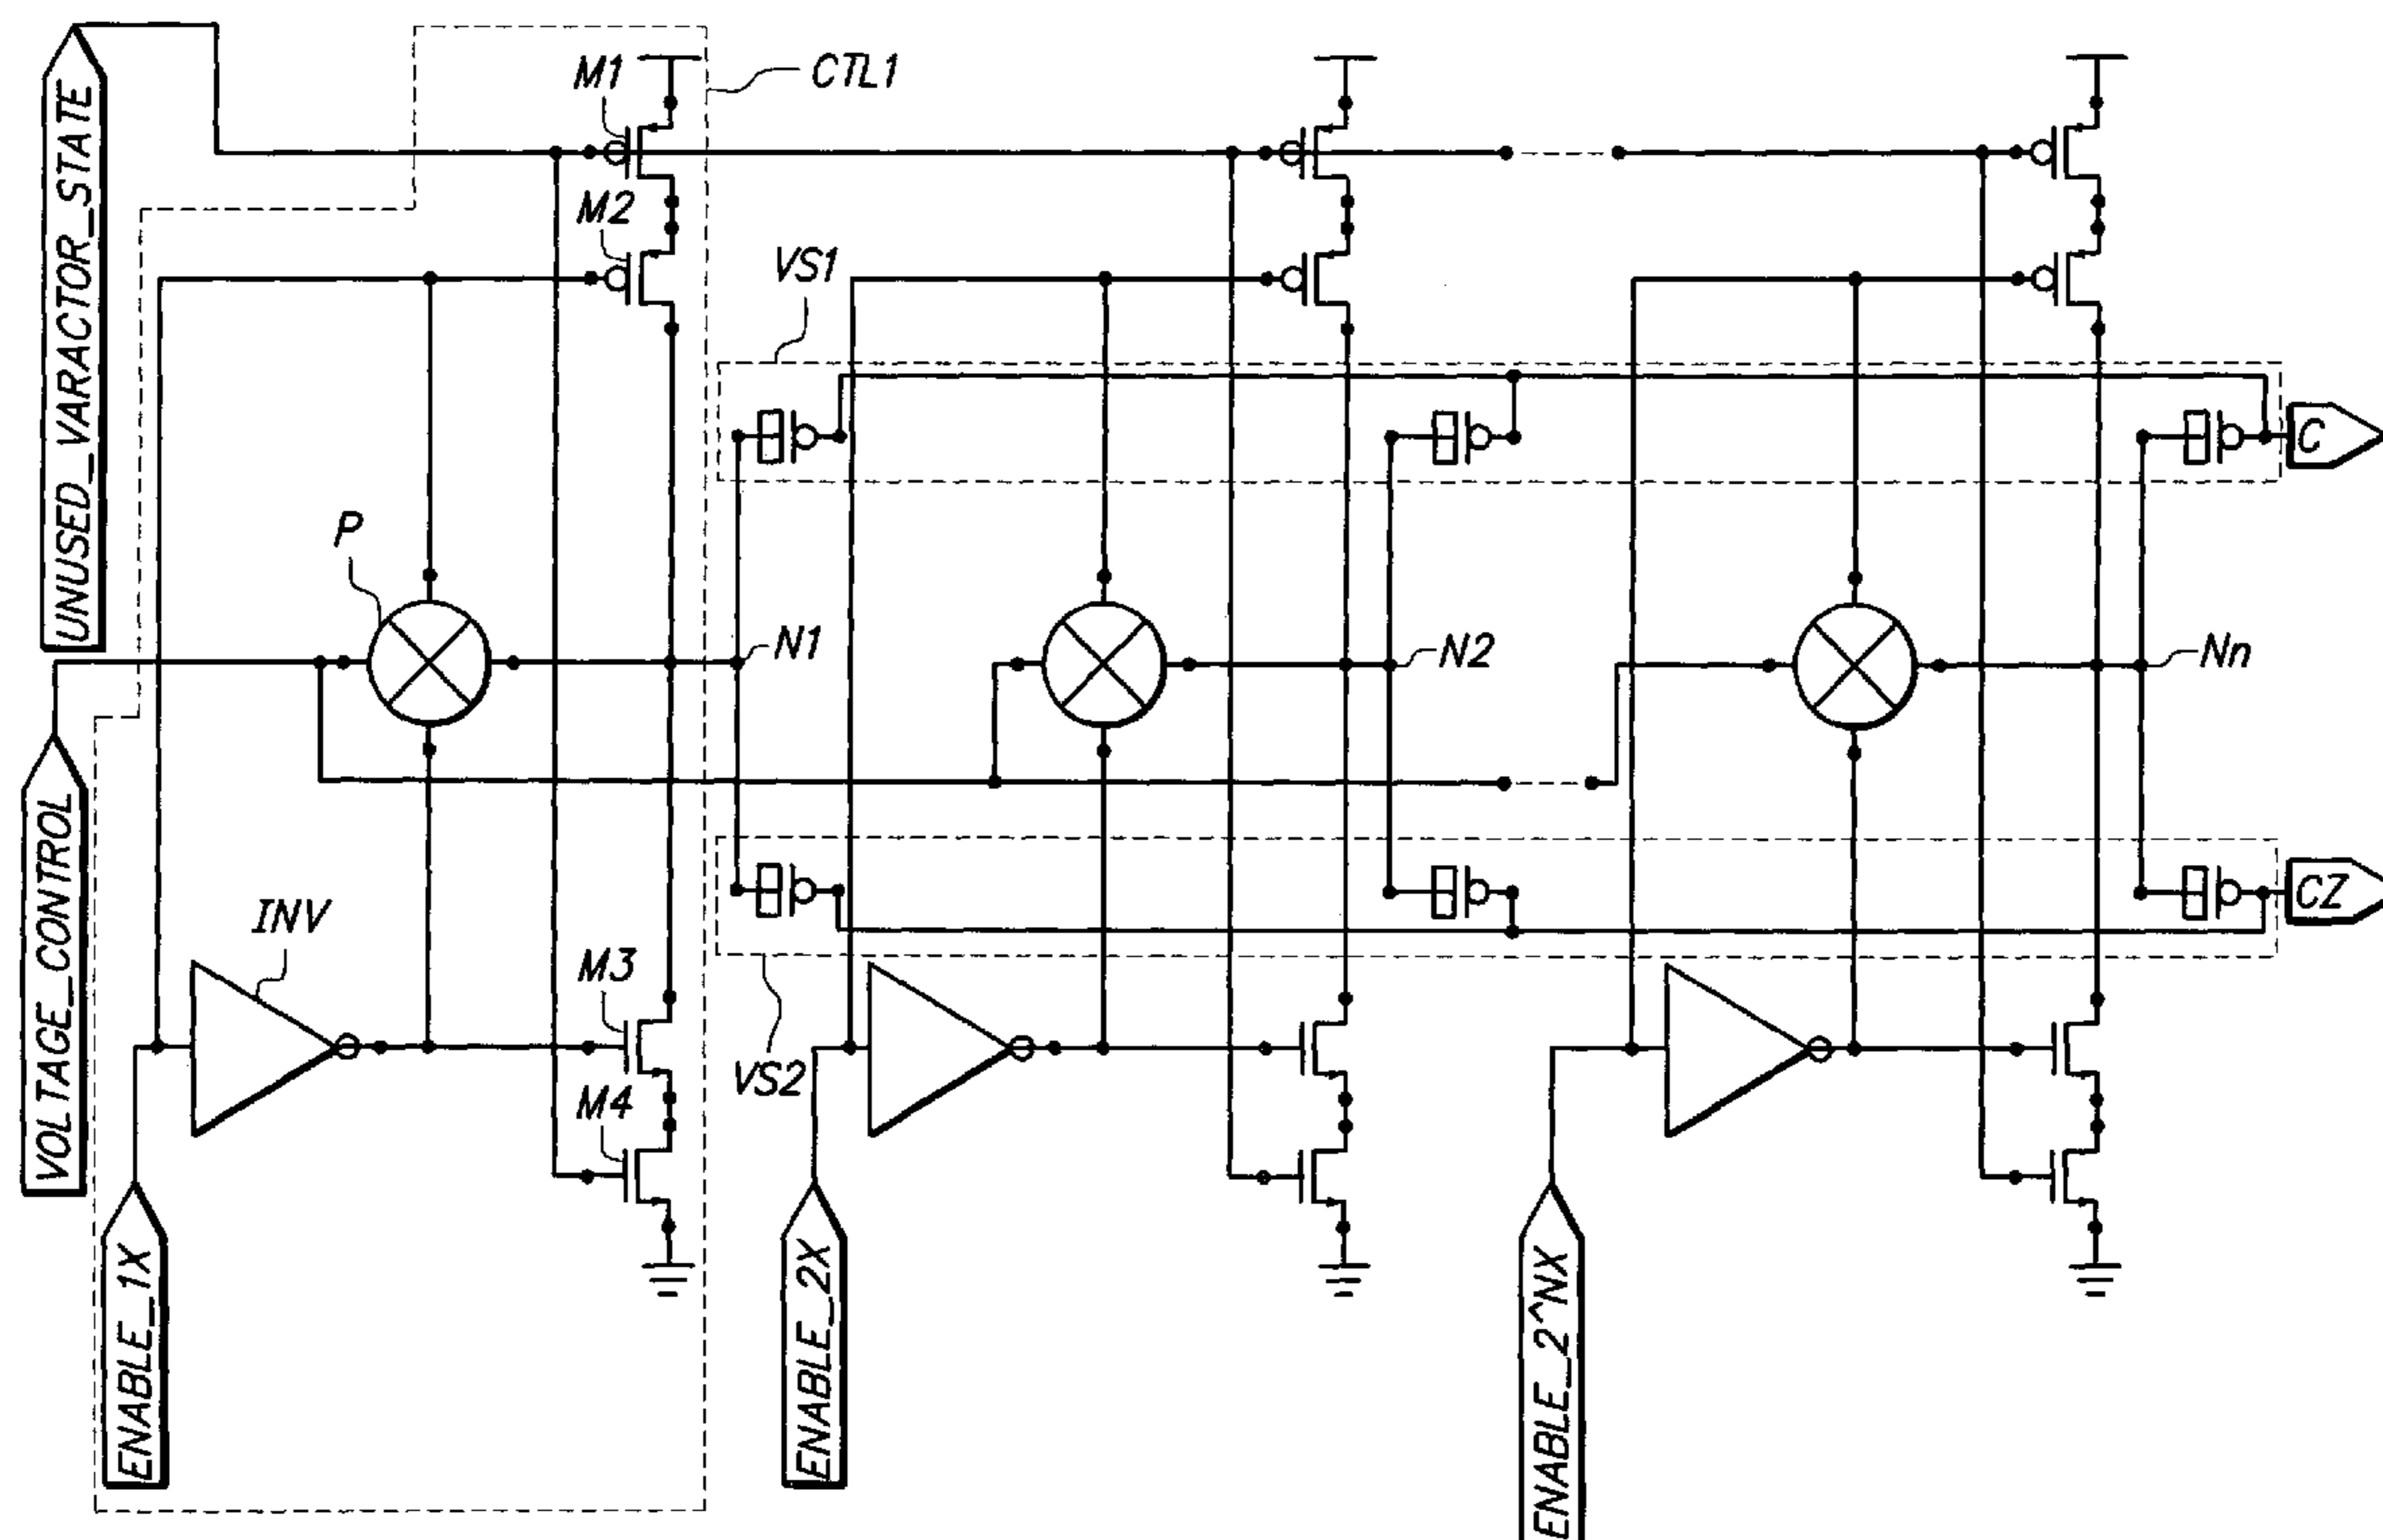 UNUSED_VARACTOR_STATE
M1
CTL1
M2
VS1
C
P
N1
N2
Nn
VOLTAGE_CONTROL
INV
CZ
M3
VS2
M4
ENABLE_1X
ENABLE_2X
ENABLE_2^NX